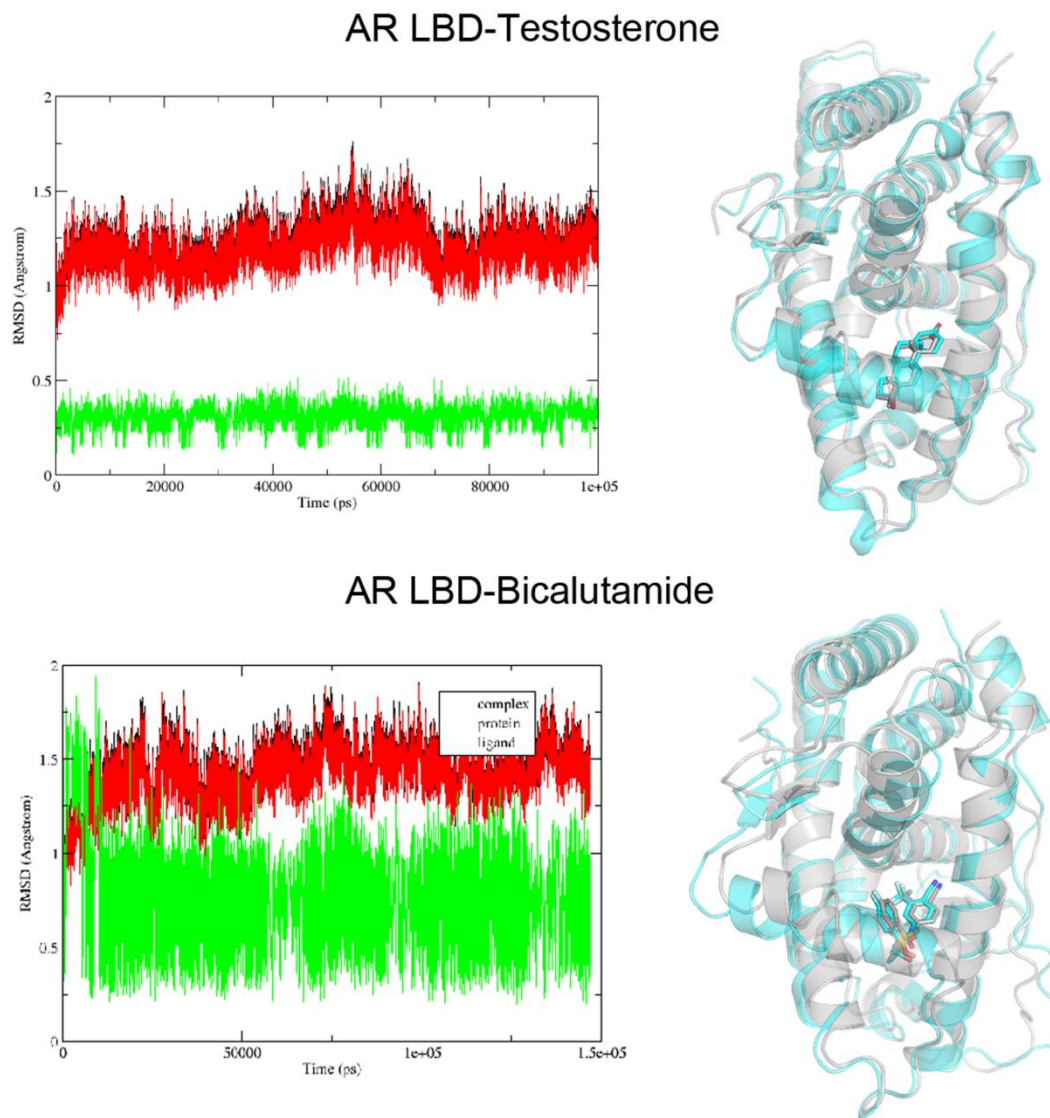 AR LBD-Testosterone
2
1.5
1
0.5
0
RMSD (Angstrom)
0 20000 40000 60000 80000 1e+05
Time (ps)
AR LBD-Bicalutamide
2
1.5
1
0.5
0
RMSD (Angstrom)
complex
protein
ligand
0 50000 1e+05 1.5e+05
Time (ps)